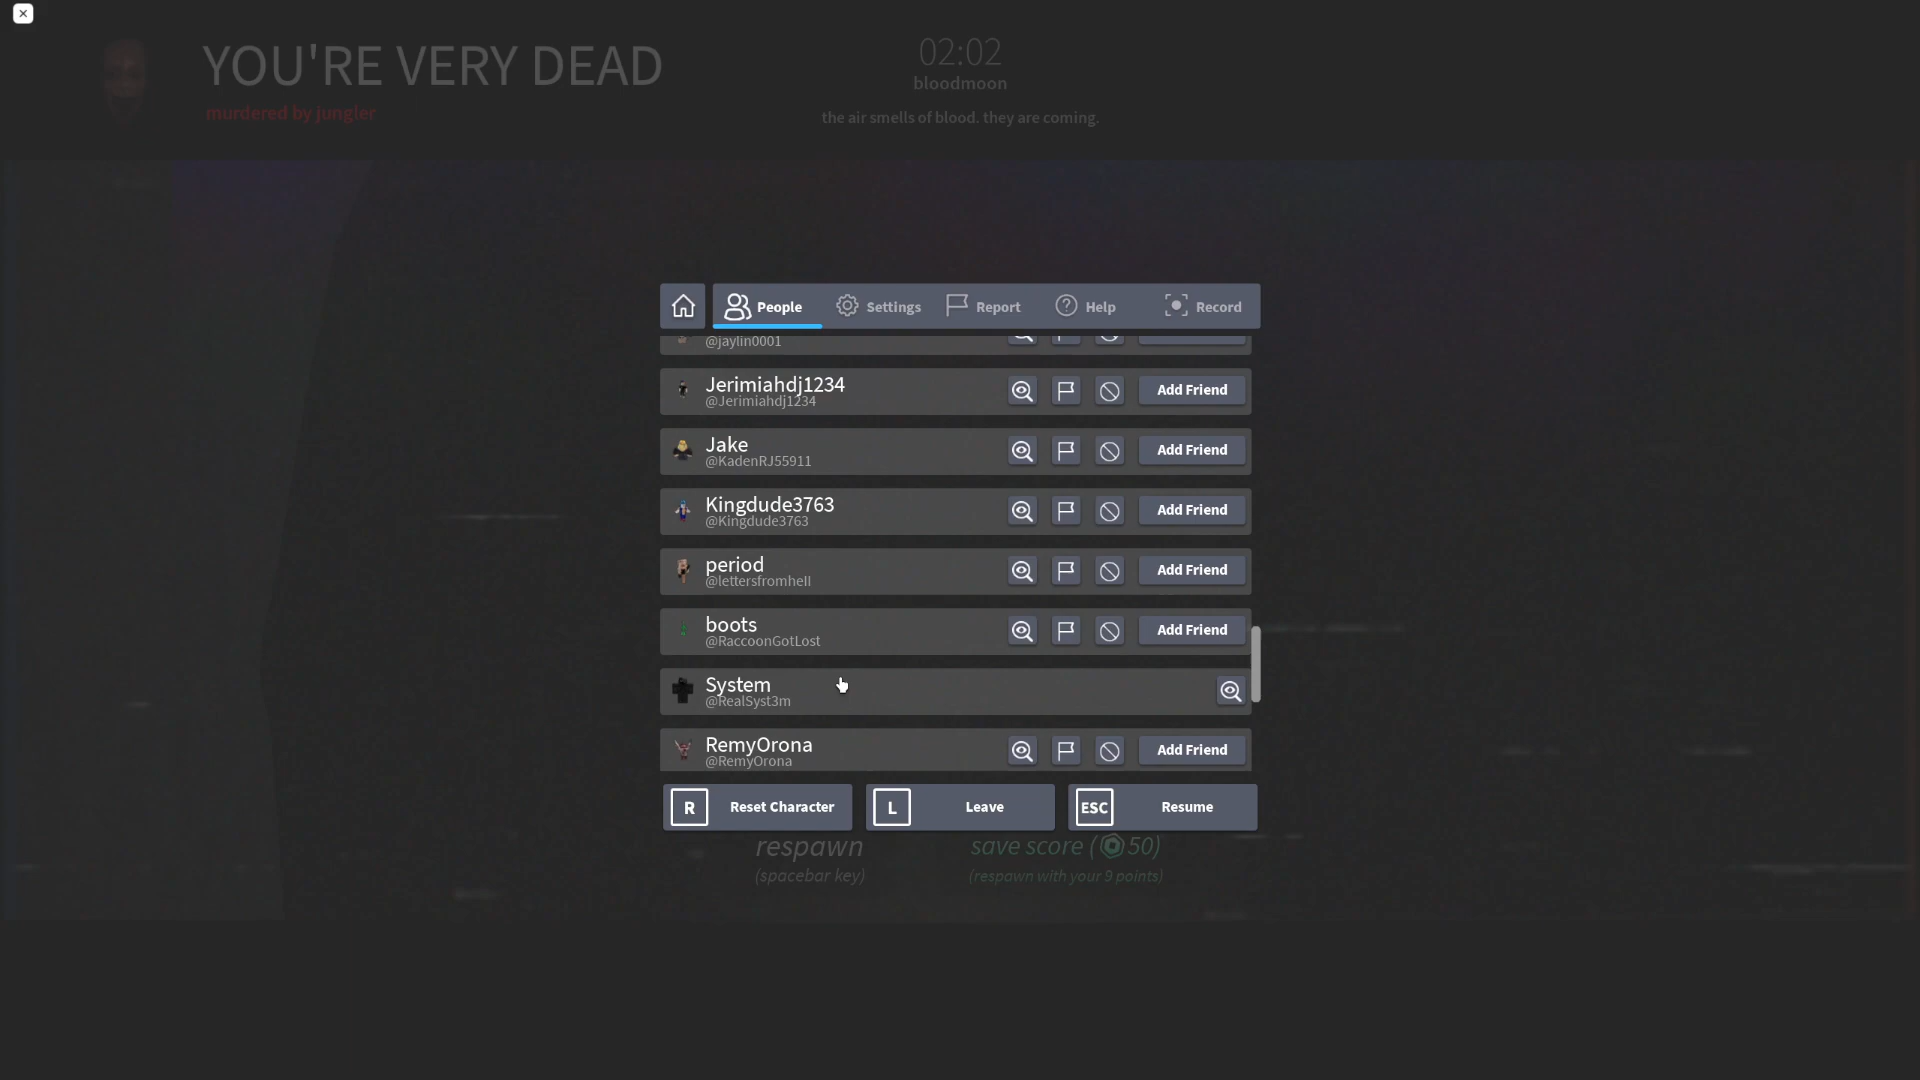 YOU'RE VERY DEAD
murdered by jungler
02:02
bloodmoon
the air smells of blood. they are coming.
People
Settings
Report
Help
Record
@jaylin0001
Jerimiahdj1234
@Jerimiahdj1234
Add Friend
Jake
@KadenRJ55911
Add Friend
Kingdude3763
@Kingdude3763
Add Friend
period
@lettersfromhell
Add Friend
boots
@RaccoonGotLost
Add Friend
System
@RealSyst3m
RemyOrona
@RemyOrona
Add Friend
R Reset Character
L Leave
ESC Resume
respawn
(spacebar key)
save score (50)
(respawn with your 9 points)